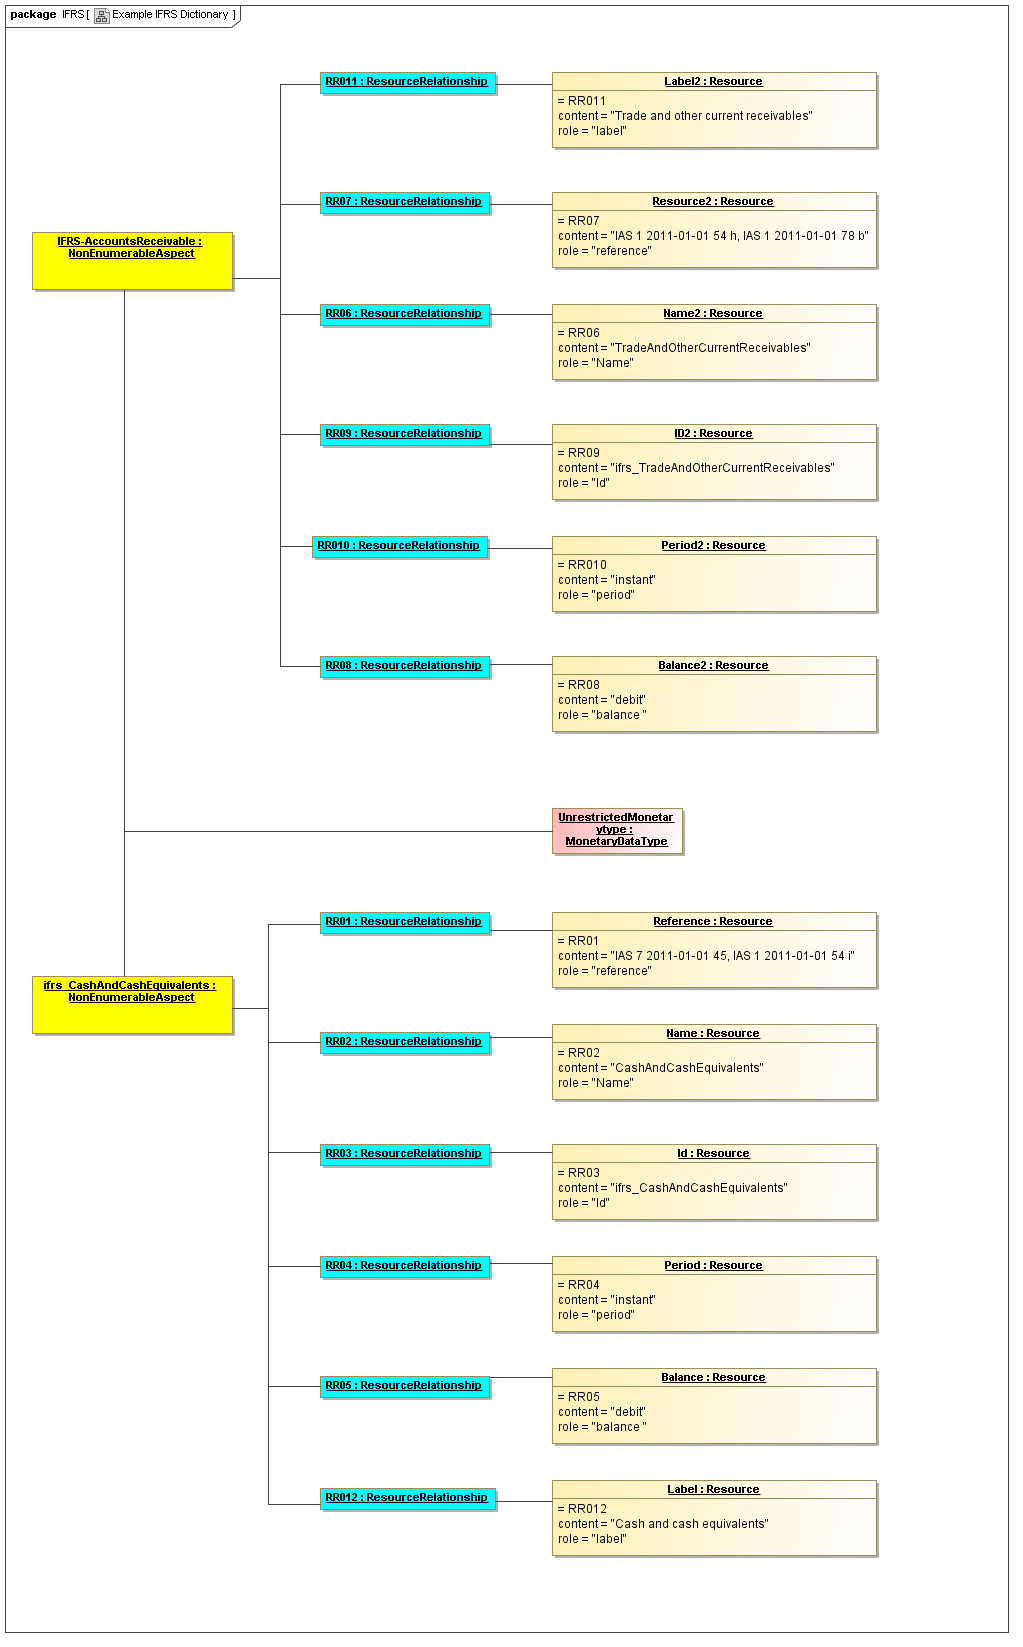 package IFRS [ Example IFRS Dictionary ]
RR011 : ResourceRelationship
Label2 : Resource
= RR011
content = "Trade and other current receivables"
role = "label"
RR07 : ResourceRelationship
Resource2 : Resource
= RR07
content = "IAS 1 2011-01-01 54 h, IAS 1 2011-01-01 78 b"
role = "reference"
IFRS-AccountsReceivable :
NonEnumerableAspect
RR06 : ResourceRelationship
Name2 : Resource
= RR06
content = "TradeAndOtherCurrentReceivables"
role = "Name"
RR09 : ResourceRelationship
ID2 : Resource
= RR09
content = "ifrs_TradeAndOtherCurrentReceivables"
role = "Id"
RR010 : ResourceRelationship
Period2 : Resource
= RR010
content = "instant"
role = "period"
RR08 : ResourceRelationship
Balance2 : Resource
= RR08
content = "debit"
role = "balance "
UnrestrictedMonetar
ytype :
MonetaryDataType
RR01 : ResourceRelationship
Reference : Resource
= RR01
content = "IAS 7 2011-01-01 45, IAS 1 2011-01-01 54 i"
role = "reference"
ifrs_CashAndCashEquivalents :
NonEnumerableAspect
RR02 : ResourceRelationship
Name : Resource
= RR02
content = "CashAndCashEquivalents"
role = "Name"
RR03 : ResourceRelationship
Id : Resource
= RR03
content = "ifrs_CashAndCashEquivalents"
role = "Id"
RR04 : ResourceRelationship
Period : Resource
= RR04
content = "instant"
role = "period"
RR05 : ResourceRelationship
Balance : Resource
= RR05
content = "debit"
role = "balance "
RR012 : ResourceRelationship
Label : Resource
= RR012
content = "Cash and cash equivalents"
role = "label"